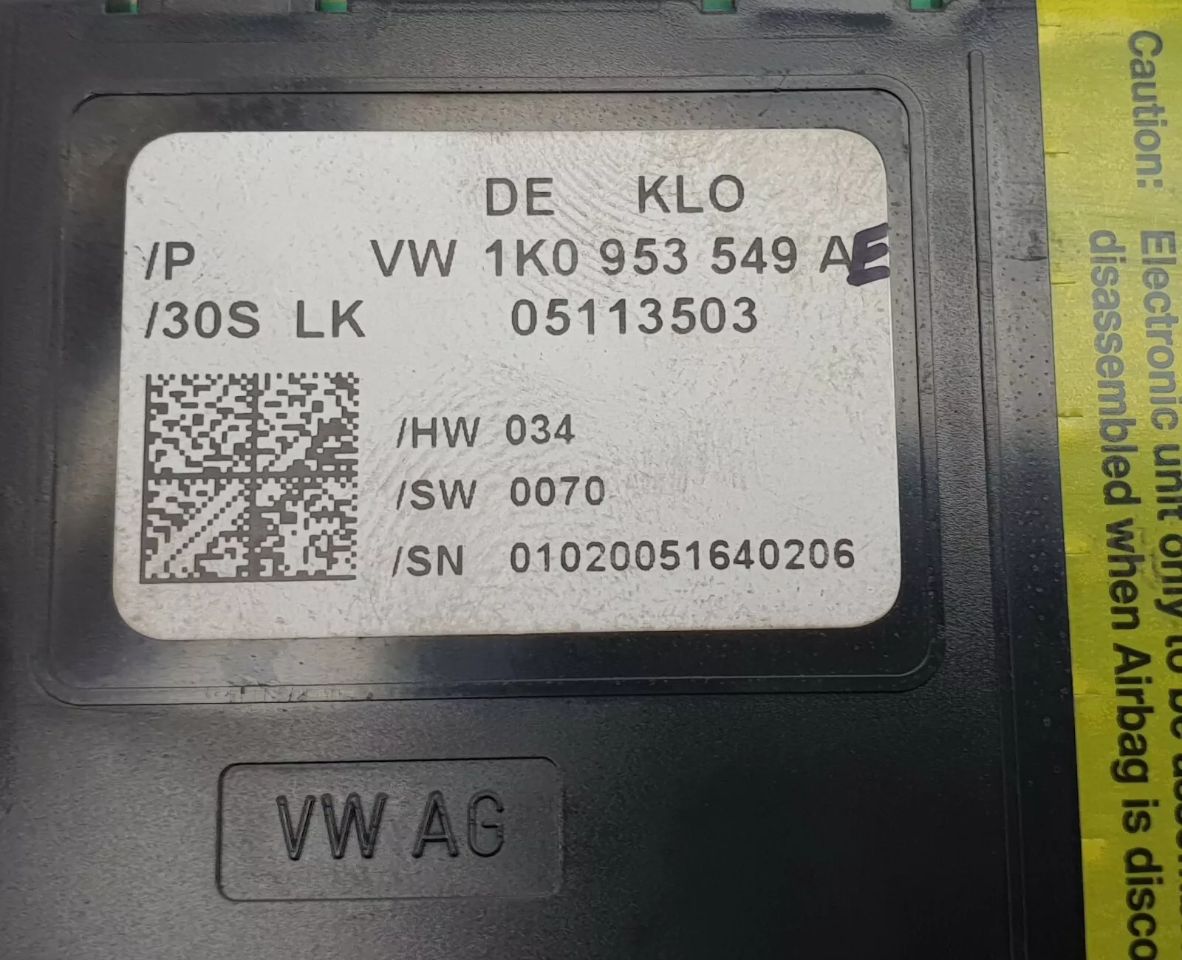 DE KLO
/P VW 1K0 953 549 AE
/30S LK 05113503
/HW 034
/SW 0070
/SN 01020051640206
VW AG
Caution: Electronic unit only to be
disassembled when Airbag is disco